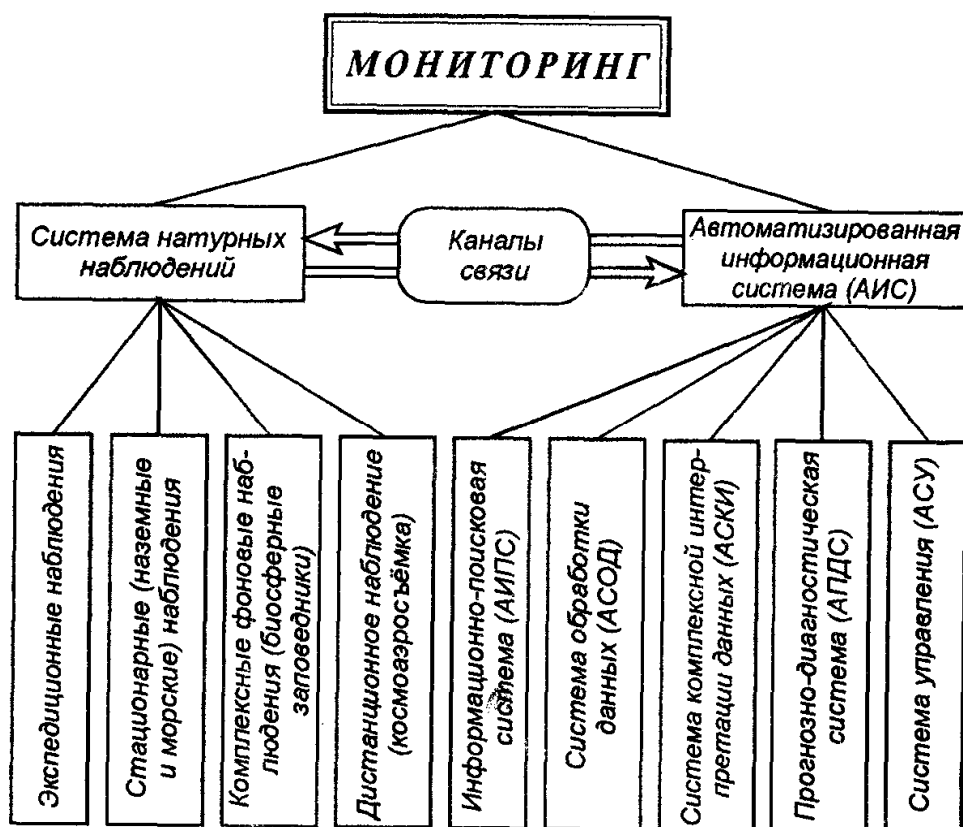 МОНИТОРИНГ
Система натурных
наблюдений
Каналы
связи
Автоматизированная
информационная
система (АИС)
Экспедиционные наблюдения
Стационарные (наземные
и морские) наблюдения
Комплексные фоновые наб-
людения (биосферные
заповедники)
Дистанционное наблюдение
(космоаэросъёмка)
Информационно-поисковая
система (АИПС)
Система обработки
данных (АСОД)
Система комплексной интер-
претации данных (АСКИ)
Прогнозно-диагностическая
система (АПДС)
Система управления (АСУ)